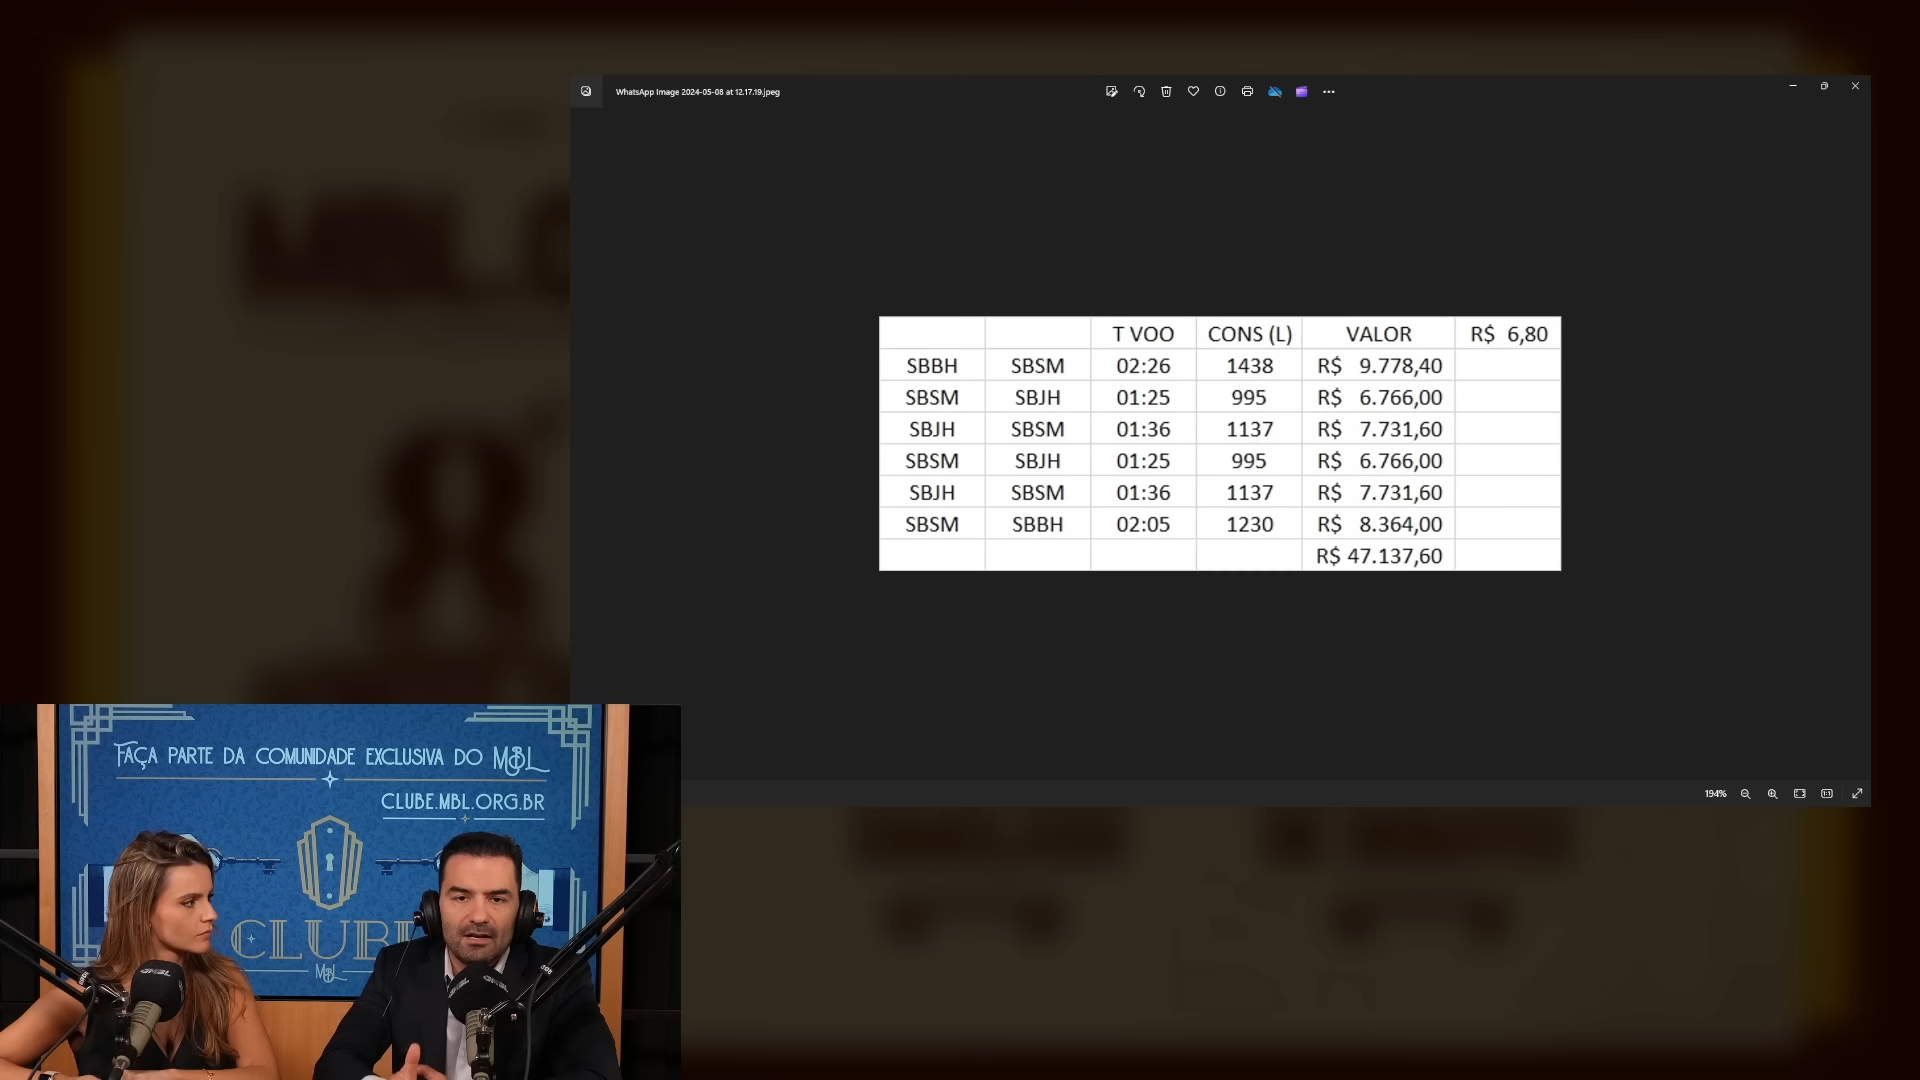 WhatsApp Image 2024-05-08 at 12.17.19.jpeg
T VOO CONS (L) VALOR R$ 6,80
SBBH SBSM 02:26 1438 R$ 9.778,40
SBSM SBJH 01:25 995 R$ 6.766,00
SBJH SBSM 01:36 1137 R$ 7.731,60
SBSM SBJH 01:25 995 R$ 6.766,00
SBJH SBSM 01:36 1137 R$ 7.731,60
SBSM SBBH 02:05 1230 R$ 8.364,00
R$ 47.137,60
194%
FAÇA PARTE DA COMUNIDADE EXCLUSIVA DO MBL
CLUBE.MBL.ORG.BR
MBL